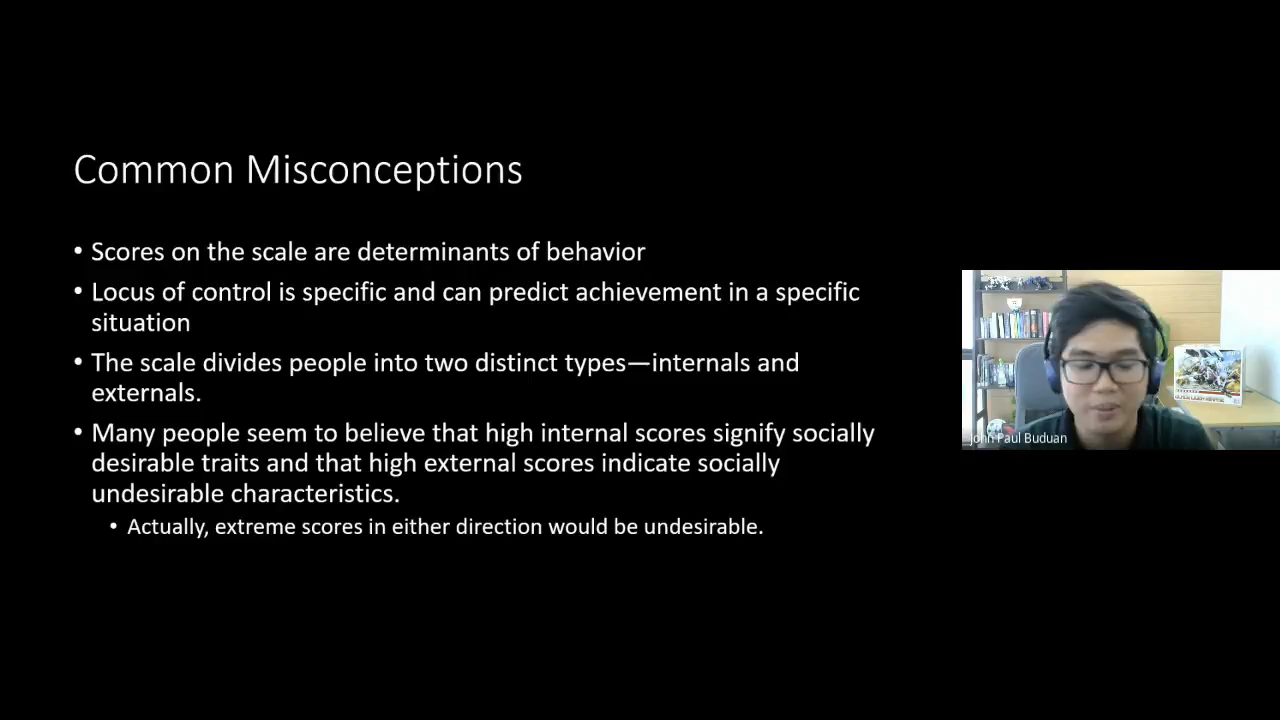 Common Misconceptions
• Scores on the scale are determinants of behavior
• Locus of control is specific and can predict achievement in a specific
situation
• The scale divides people into two distinct types—internals and
externals.
• Many people seem to believe that high internal scores signify socially
desirable traits and that high external scores indicate socially
undesirable characteristics.
• Actually, extreme scores in either direction would be undesirable.
John Paul Buduan